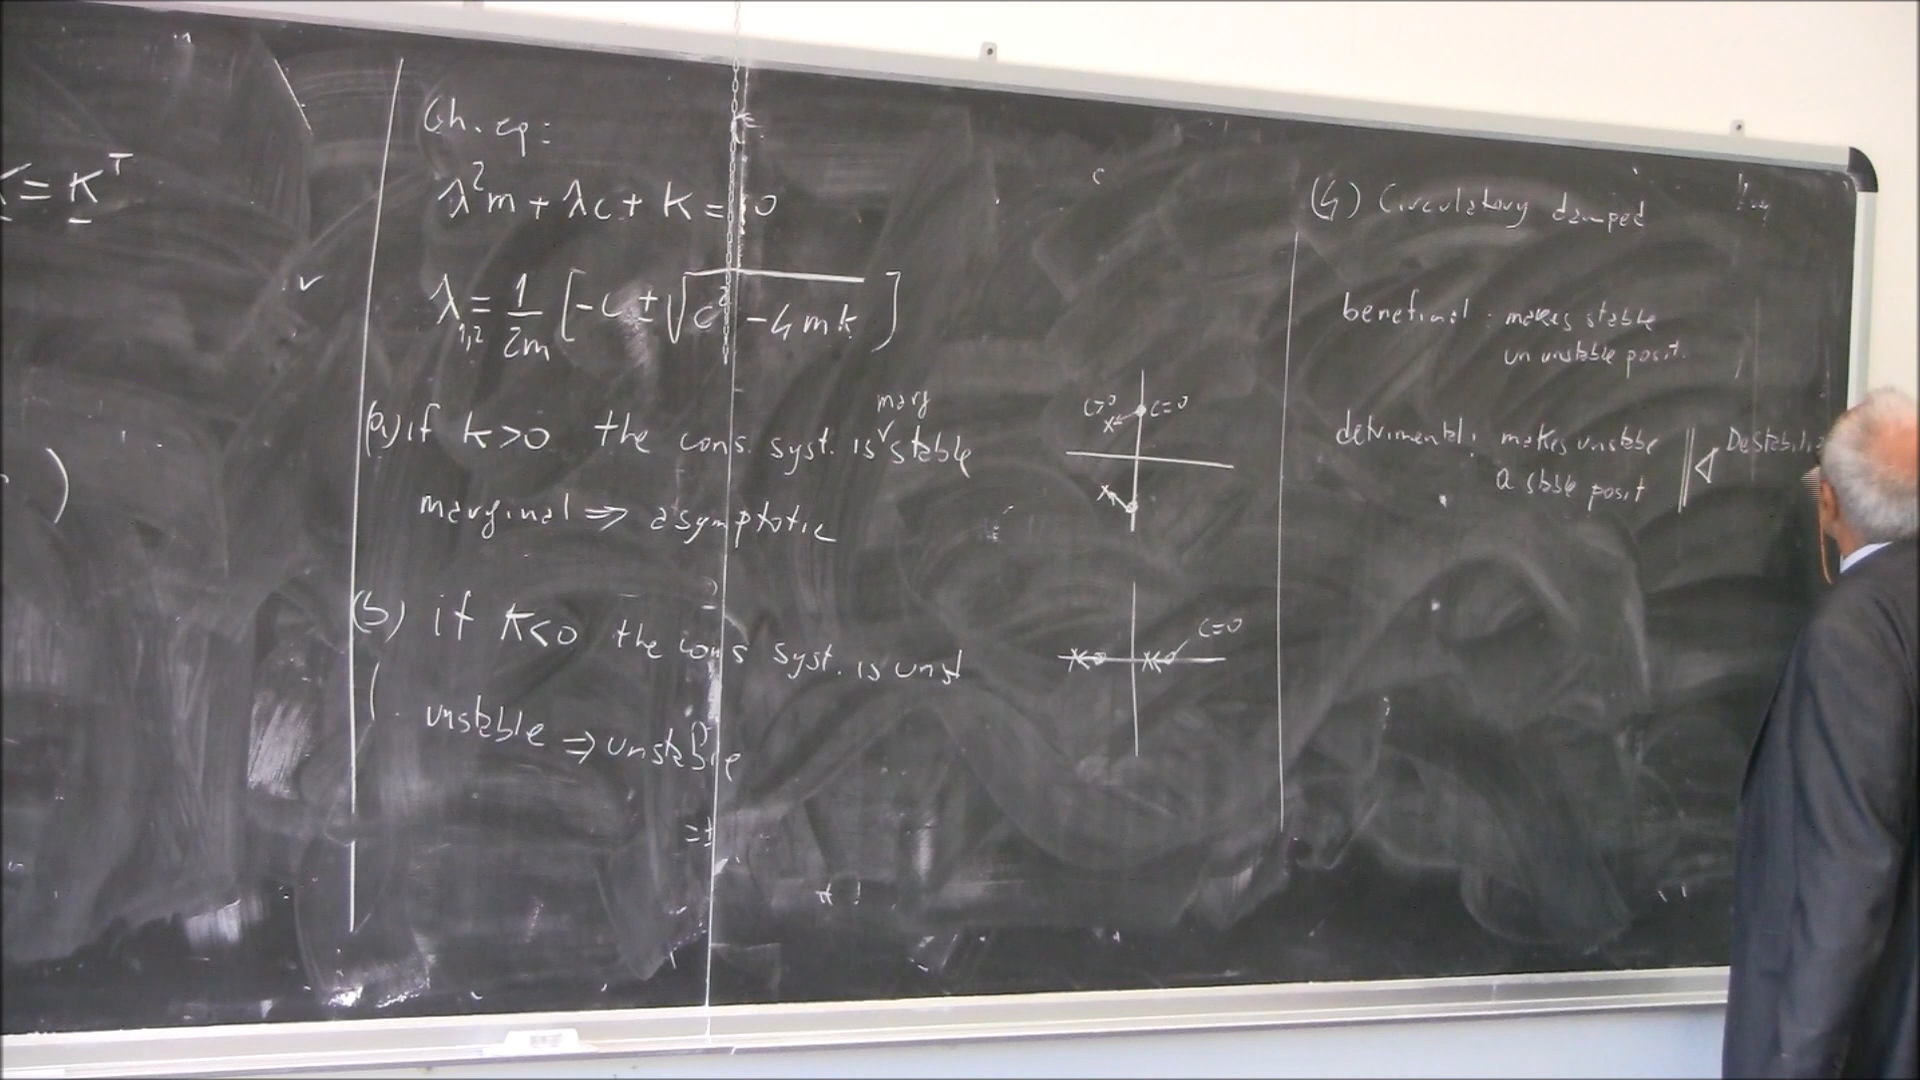 K = K^T
Ch. eq:
λ²m + λc + k = 0
λ1,2 = 1/2m [-c ± √c² - 4mk]
(a) if k>0 the cons. syst. is marg stable
marginal ⇒ asymptotic
(b) if k<0 the cons syst. is unst
unstable ⇒ unstable
c>0
c=0
c=0
(4) Circulatory damped
beneficial: makes stable
un unstable posit.
detrimental: makes unstable
a stable posit
Destabili